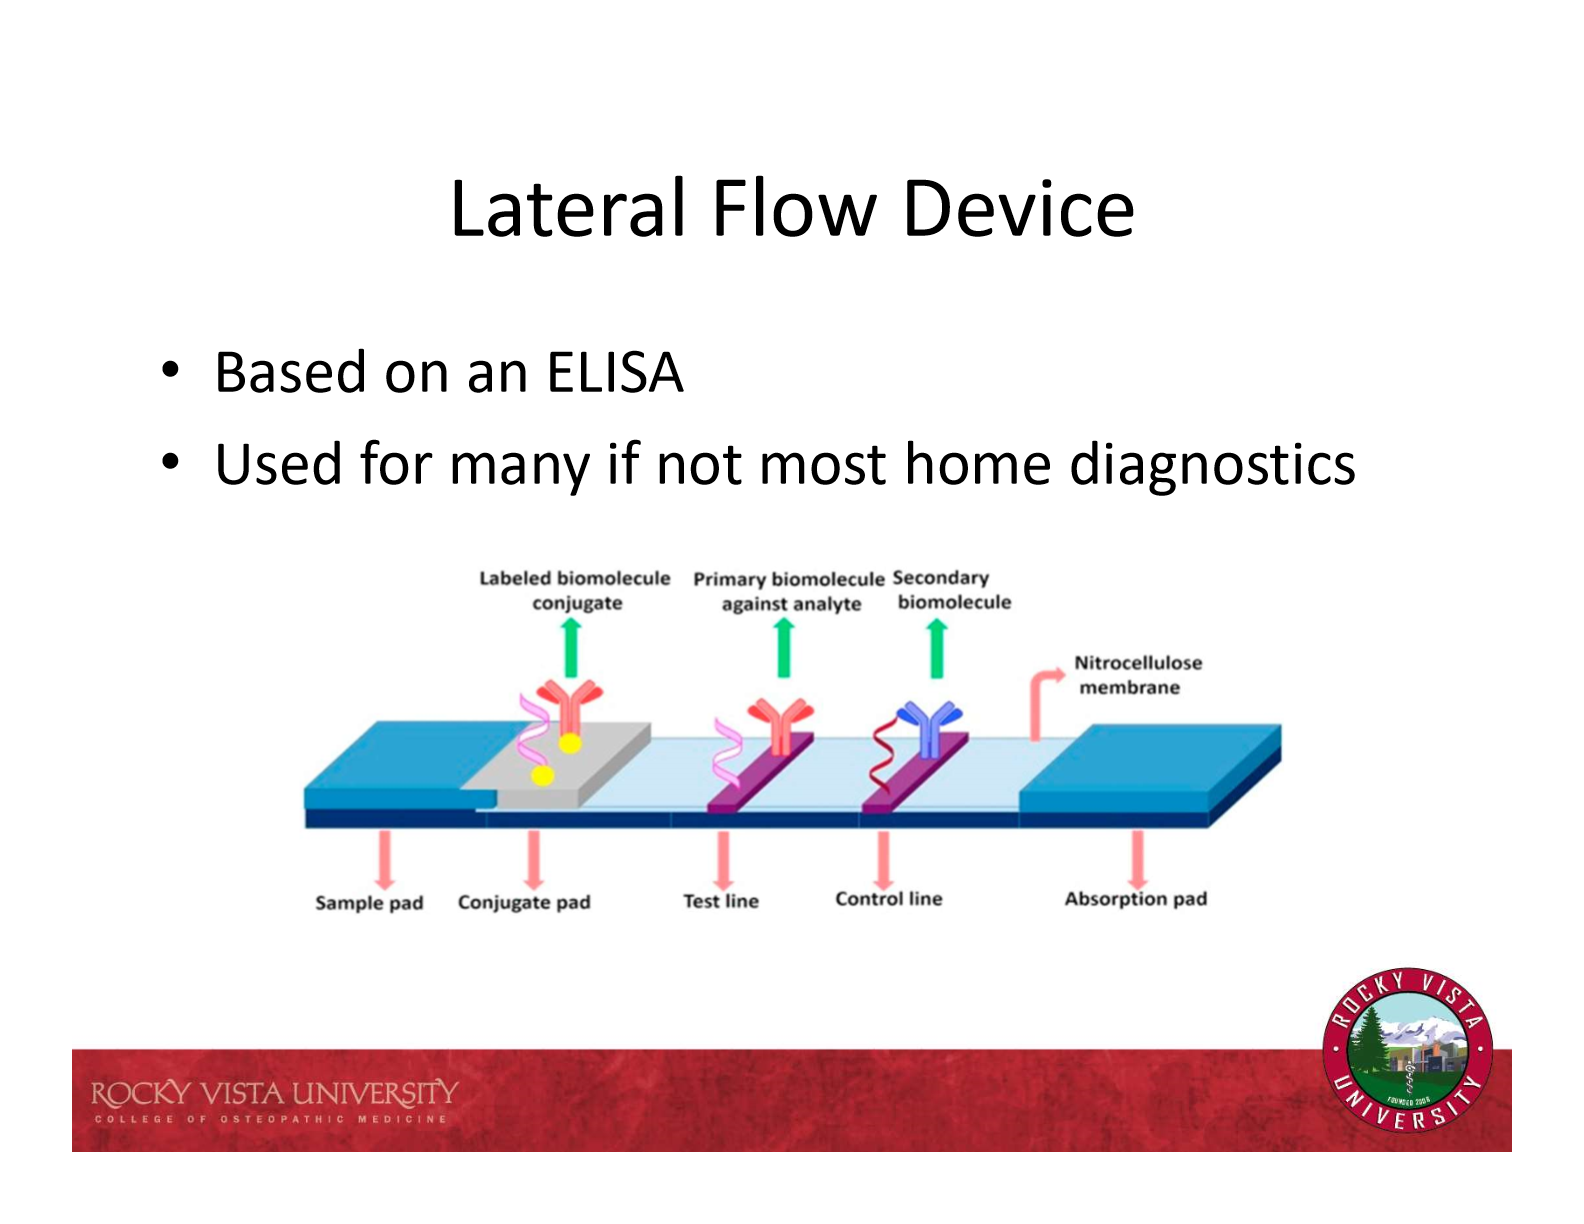 Lateral Flow Device
• Based on an ELISA
• Used for many if not most home diagnostics
Labeled biomolecule
conjugate
Primary biomolecule
against analyte
Secondary
biomolecule
Nitrocellulose
membrane
Sample pad
Conjugate pad
Test line
Control line
Absorption pad
ROCKY VISTA UNIVERSITY
COLLEGE OF OSTEOPATHIC MEDICINE
ROCKY VISTA
UNIVERSITY
FOUNDED 2006